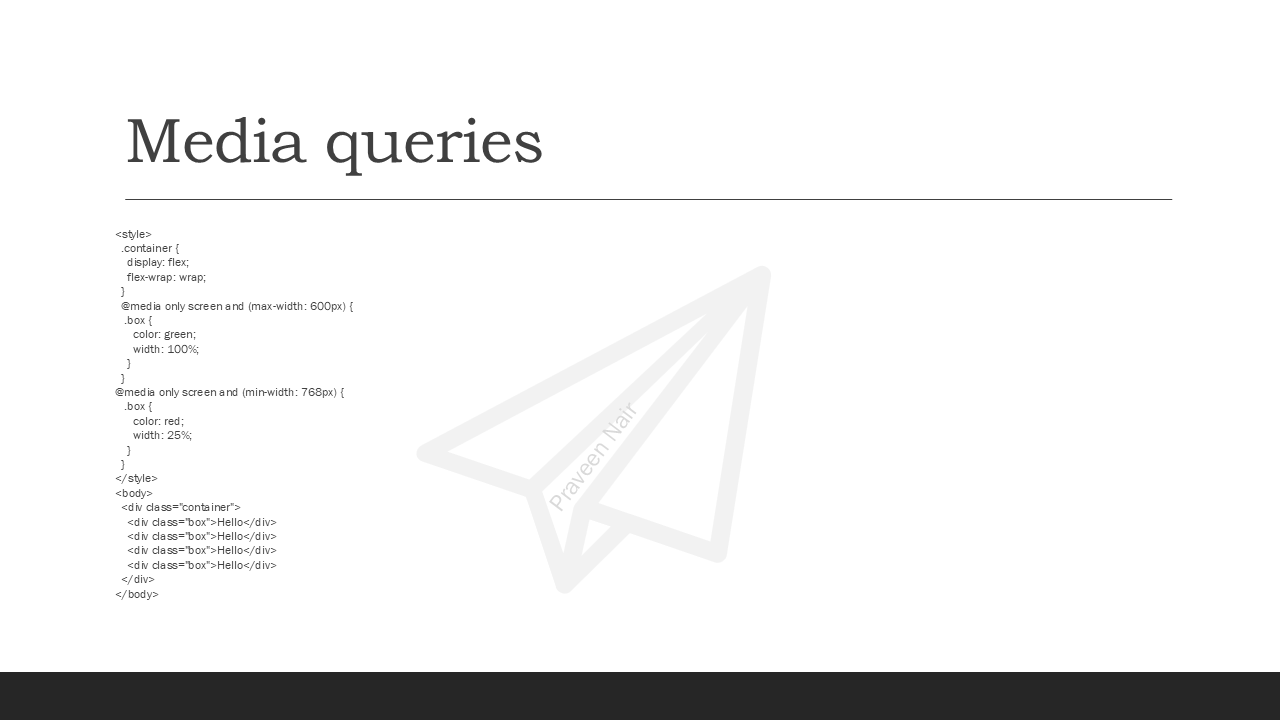 Media queries
<style>
  .container {
    display: flex;
    flex-wrap: wrap;
  }
  @media only screen and (max-width: 600px) {
   .box {
      color: green;
      width: 100%;
    }
  }
@media only screen and (min-width: 768px) {
   .box {
      color: red;
      width: 25%;
    }
  }
</style>
<body>
  <div class="container">
    <div class="box">Hello</div>
    <div class="box">Hello</div>
    <div class="box">Hello</div>
    <div class="box">Hello</div>
  </div>
</body>
Praveen Nair